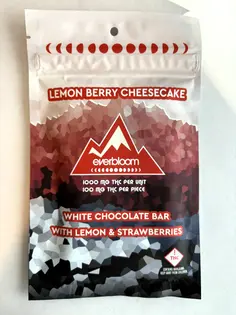 LEMON BERRY CHEESECAKE
everbloom
1000 MG THC PER UNIT
100 MG THC PER PIECE
WHITE CHOCOLATE BAR
WITH LEMON & STRAWBERRIES
THC